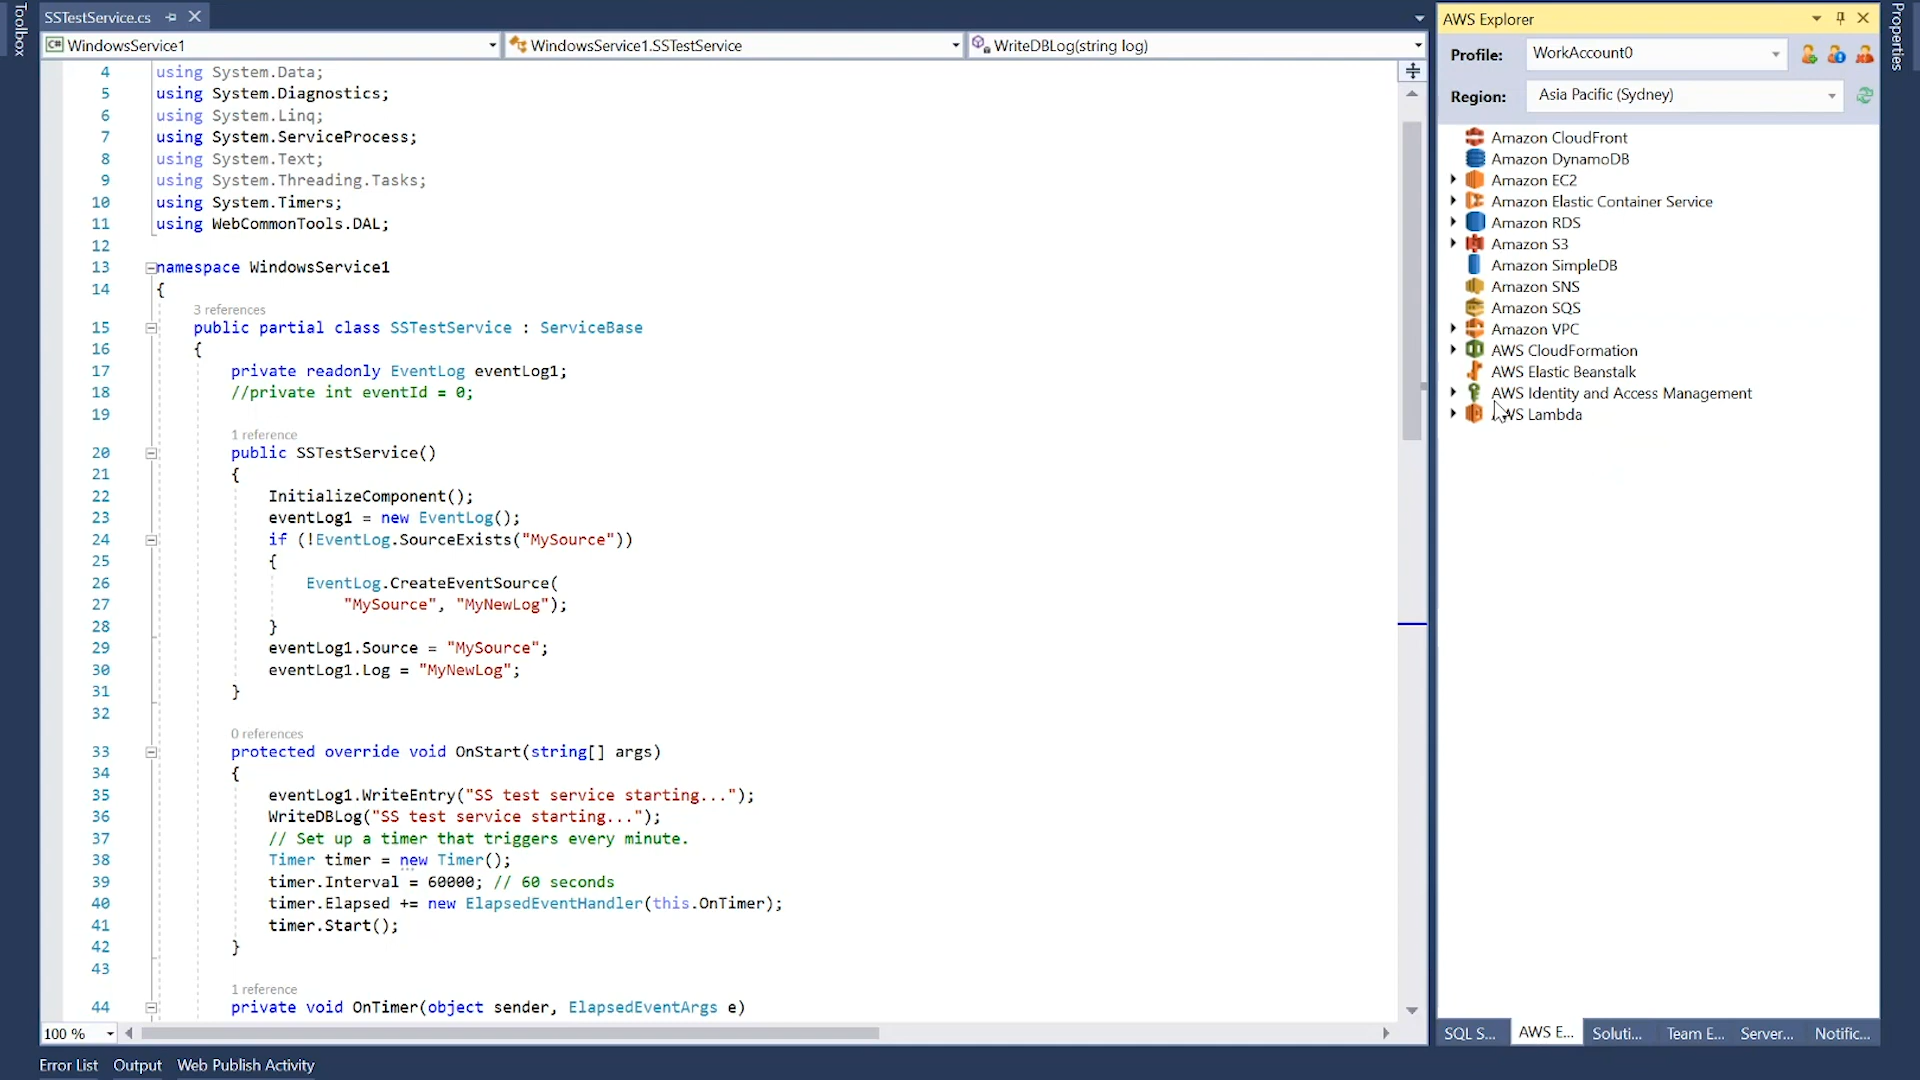 Toolbox
SSTestService.cs
WindowsService1
WindowsService1.SSTestService
WriteDBLog(string log)
4 using System.Data;
5 using System.Diagnostics;
6 using System.Linq;
7 using System.ServiceProcess;
8 using System.Text;
9 using System.Threading.Tasks;
10 using System.Timers;
11 using WebCommonTools.DAL;
12
13 namespace WindowsService1
14 {
3 references
15 public partial class SSTestService : ServiceBase
16 {
17 private readonly EventLog eventLog1;
18 //private int eventId = 0;
19
1 reference
20 public SSTestService()
21 {
22 InitializeComponent();
23 eventLog1 = new EventLog();
24 if (!EventLog.SourceExists("MySource"))
25 {
26 EventLog.CreateEventSource(
27 "MySource", "MyNewLog");
28 }
29 eventLog1.Source = "MySource";
30 eventLog1.Log = "MyNewLog";
31 }
32
0 references
33 protected override void OnStart(string[] args)
34 {
35 eventLog1.WriteEntry("SS test service starting...");
36 WriteDBLog("SS test service starting...");
37 // Set up a timer that triggers every minute.
38 Timer timer = new Timer();
39 timer.Interval = 60000; // 60 seconds
40 timer.Elapsed += new ElapsedEventHandler(this.OnTimer);
41 timer.Start();
42 }
43
1 reference
44 private void OnTimer(object sender, ElapsedEventArgs e)
100 %
Error List Output Web Publish Activity
AWS Explorer
Profile: WorkAccount0
Region: Asia Pacific (Sydney)
Amazon CloudFront
Amazon DynamoDB
Amazon EC2
Amazon Elastic Container Service
Amazon RDS
Amazon S3
Amazon SimpleDB
Amazon SNS
Amazon SQS
Amazon VPC
AWS CloudFormation
AWS Elastic Beanstalk
AWS Identity and Access Management
AWS Lambda
SQL S... AWS E... Soluti... Team E... Server... Notific...
Properties